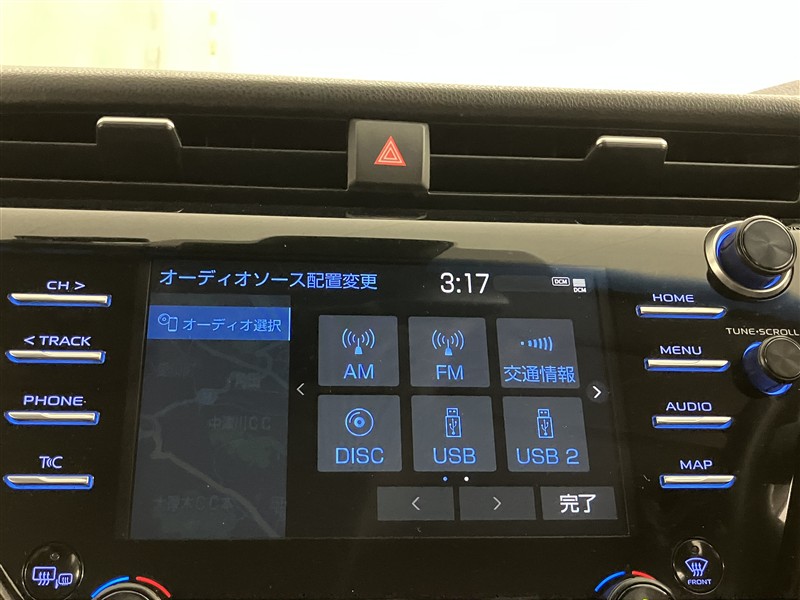 オーディオソース配置変更
3:17
DCM
DCM
オーディオ選択
AM
FM
交通情報
DISC
USB
USB 2
完了
CH >
< TRACK
PHONE
T C
HOME
TUNE•SCROLL
MENU
AUDIO
MAP
FRONT